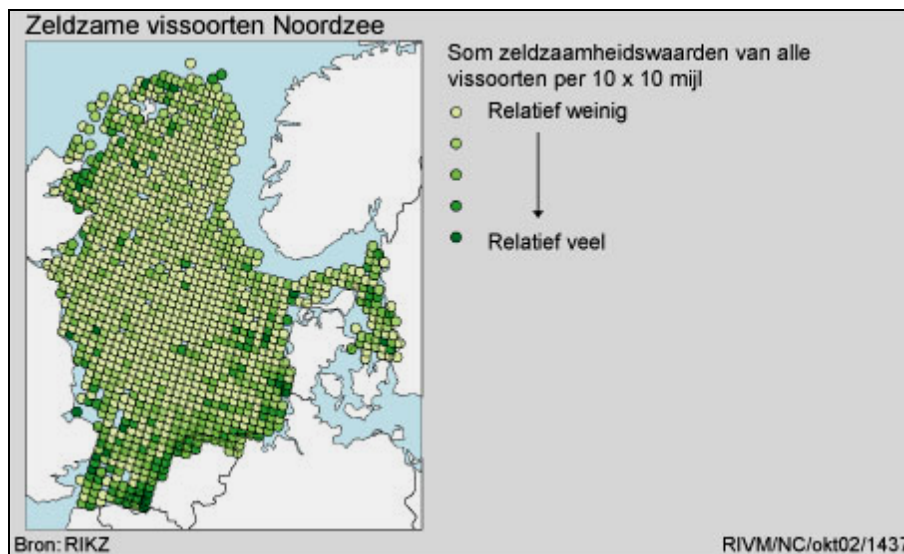 Zeldzame vissoorten Noordzee
Som zeldzaamheidswaarden van alle
vissoorten per 10 x 10 mijl
Relatief weinig
Relatief veel
Bron: RIKZ
RIVM/NC/okt02/1437